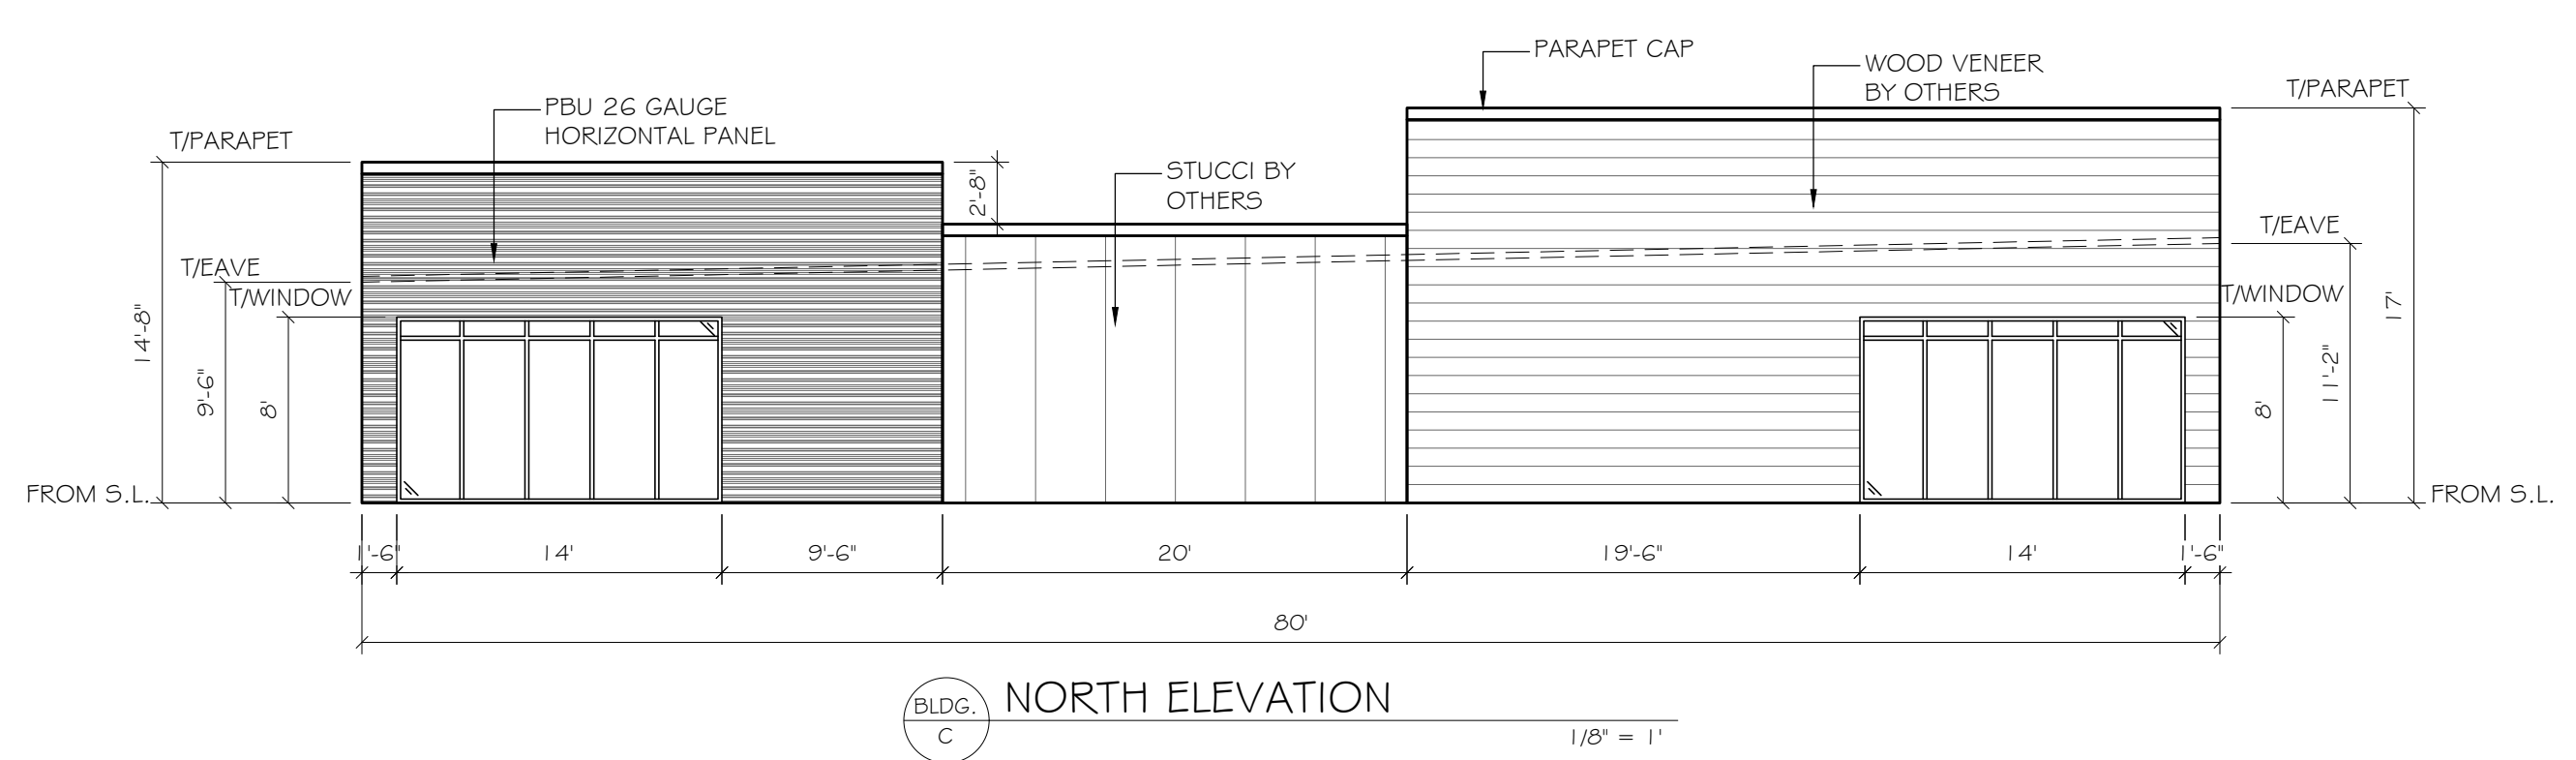 PARAPET CAP
WOOD VENEER
BY OTHERS
T/PARAPET
PBU 26 GAUGE
HORIZONTAL PANEL
T/PARAPET
STUCCI BY
OTHERS
2'-8"
T/EAVE
T/EAVE
T/WINDOW
T/WINDOW
14'-8"
9'-6"
8'
8'
11'-2"
17'
FROM S.L.
FROM S.L.
1'-6"
14'
9'-6"
20'
19'-6"
14'
1'-6"
80'
BLDG.
C
NORTH ELEVATION
1/8" = 1'